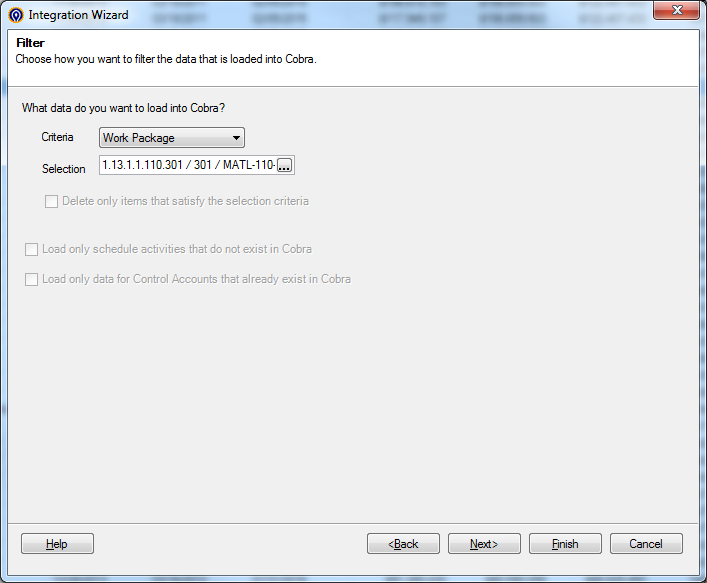 Integration Wizard
Filter
Choose how you want to filter the data that is loaded into Cobra.
What data do you want to load into Cobra?
Criteria Work Package
Selection 1.13.1.1.110.301 / 301 / MATL-110- ...
Delete only items that satisfy the selection criteria
Load only schedule activities that do not exist in Cobra
Load only data for Control Accounts that already exist in Cobra
Help <Back Next> Finish Cancel